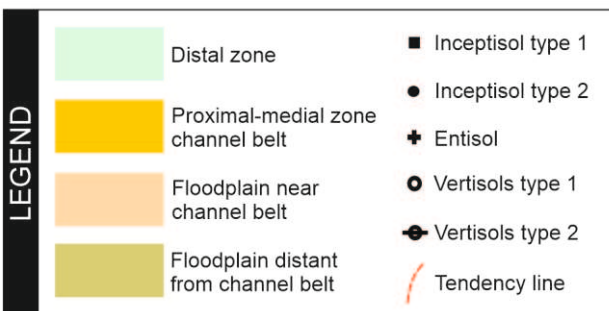 LEGEND
Distal zone
Proximal-medial zone
channel belt
Floodplain near
channel belt
Floodplain distant
from channel belt
Inceptisol type 1
Inceptisol type 2
Entisol
Vertisols type 1
Vertisols type 2
Tendency line